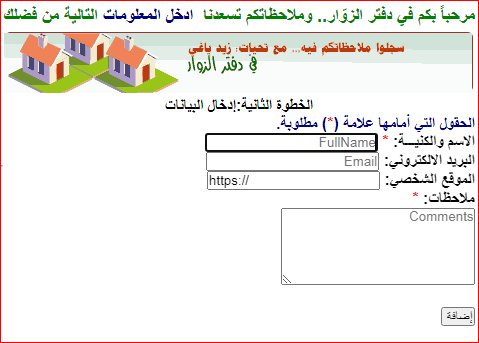 مرحباً بكم في دفتر الزوّار.. وملاحظاتكم تسعدنا ادخل المعلومات التالية من فضلك
سجلوا ملاحظاتكم فيه... مع تحيات: زيد باقي
في دفتر الزوار
الخطوة الثانية:إدخال البيانات
الحقول التي أمامها علامة (*) مطلوبة.
الاسم والكنيـــة: * FullName
البريد الالكتروني: Email
الموقع الشخصي: https://
ملاحظات: *
Comments
إضافة